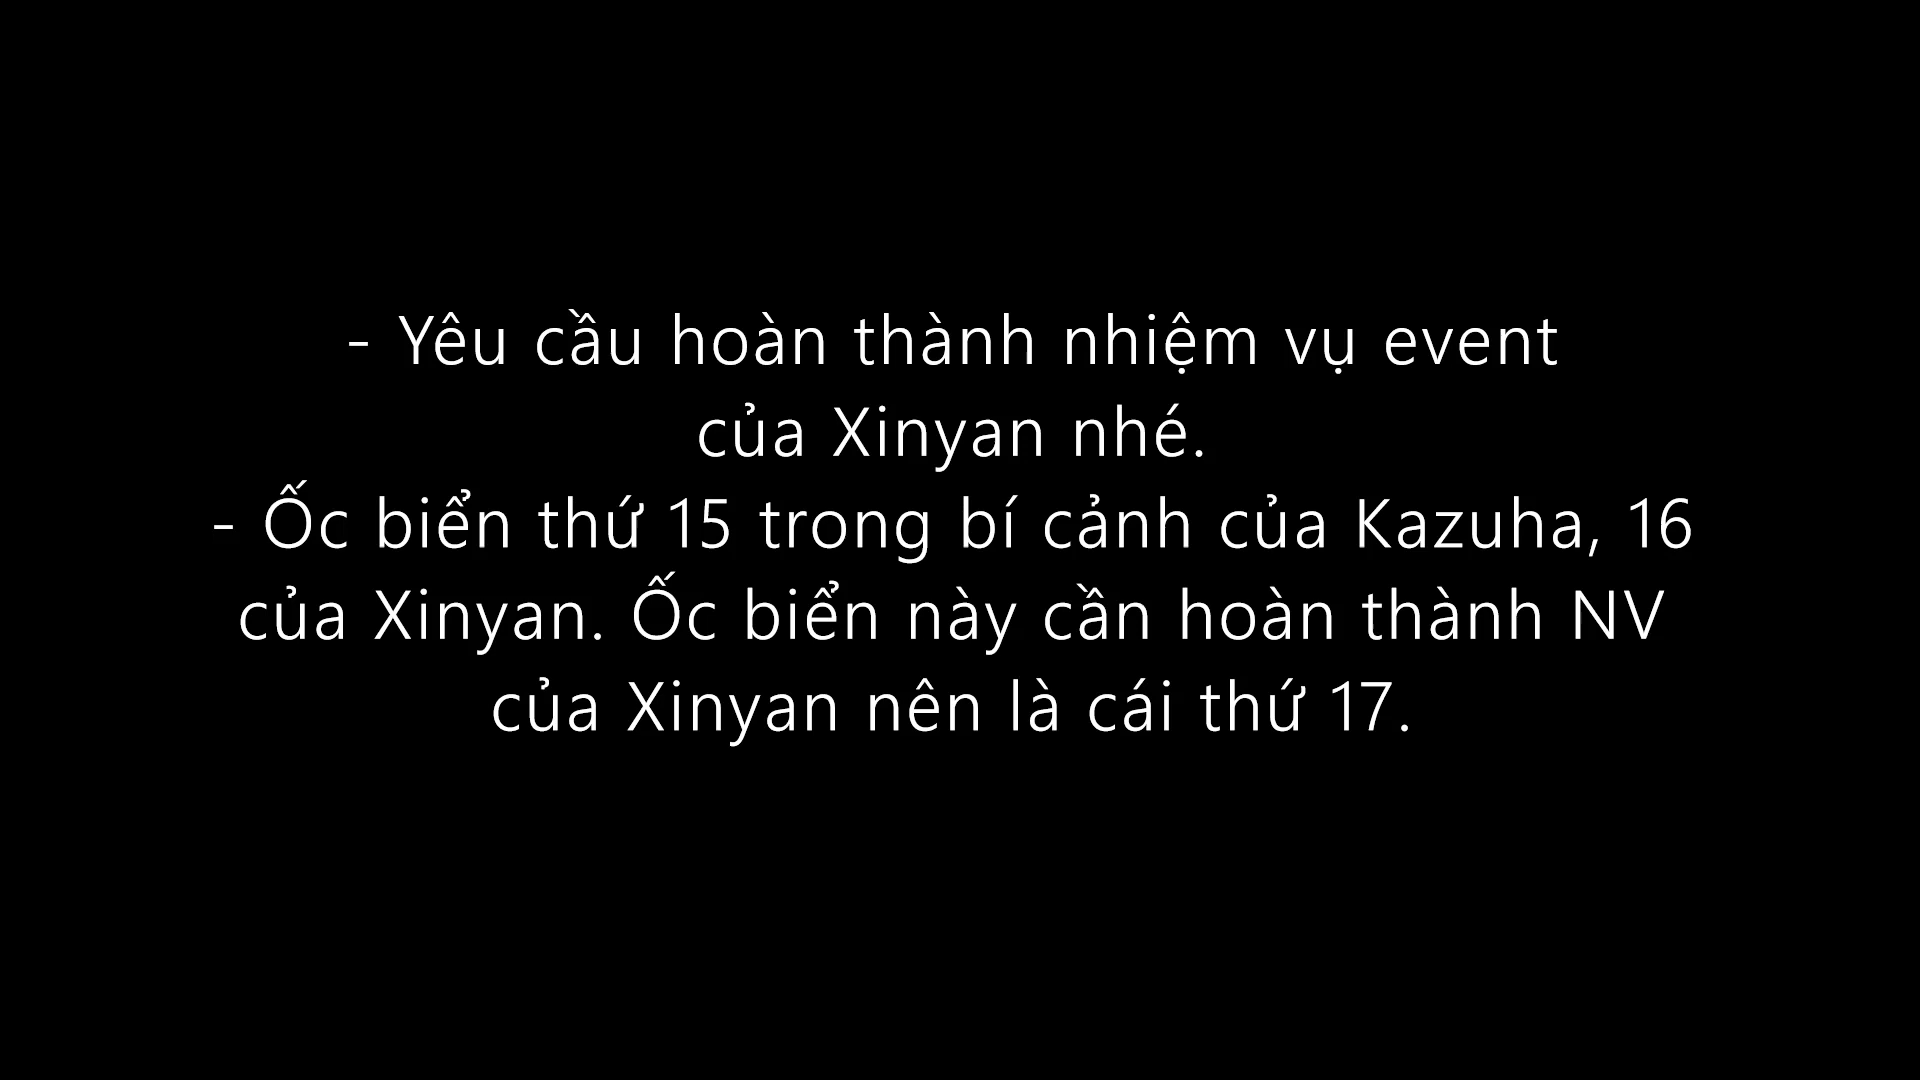 - Yêu cầu hoàn thành nhiệm vụ event
của Xinyan nhé.
- Ốc biển thứ 15 trong bí cảnh của Kazuha, 16
của Xinyan. Ốc biển này cần hoàn thành NV
của Xinyan nên là cái thứ 17.